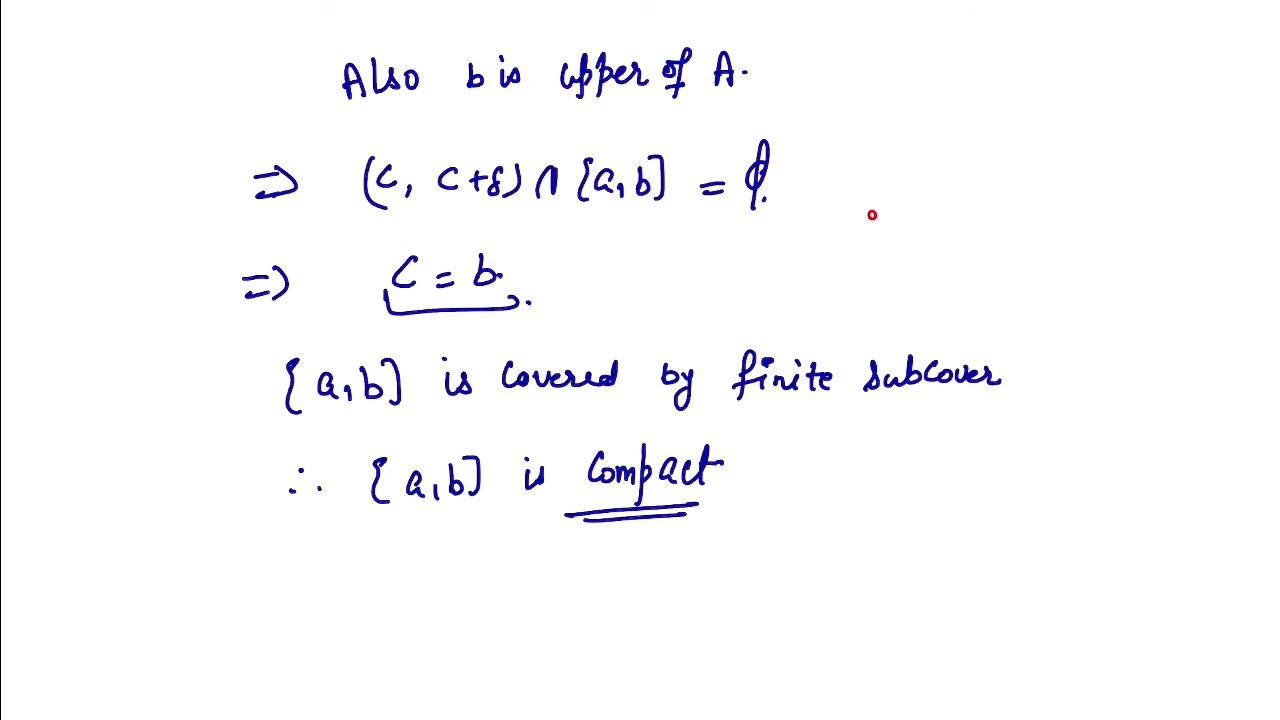 Also b is upper of A.
⇒ (c, c+δ) ∩ [a, b] = ϕ.
⇒ c = b.
[a, b] is covered by finite subcover
∴ [a, b] is compact